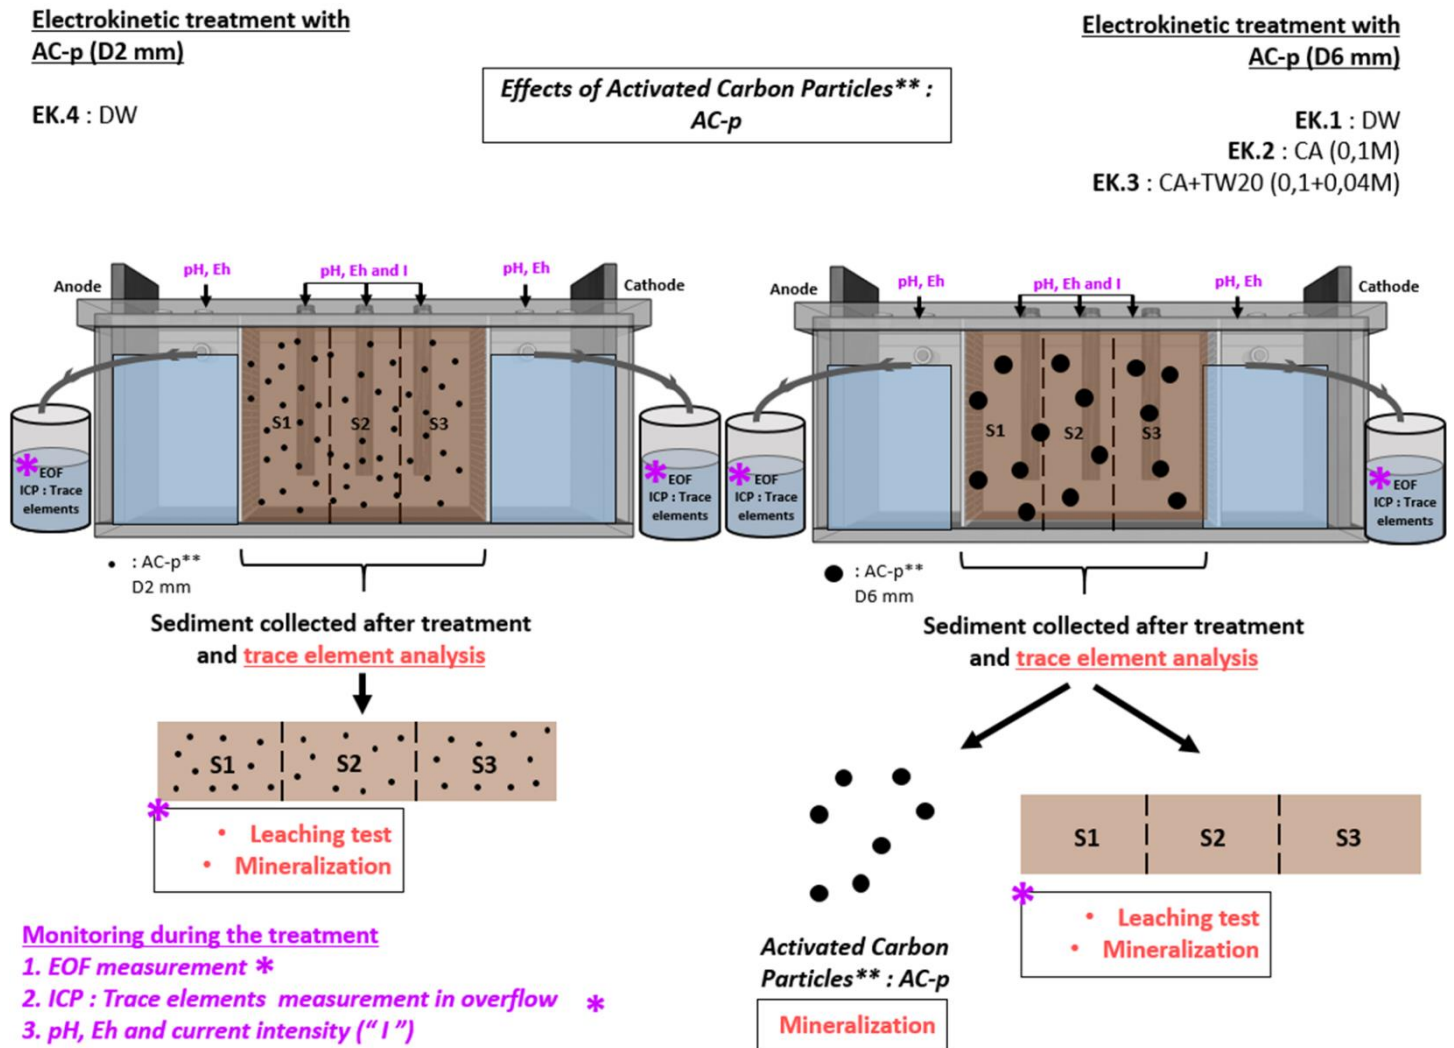 Electrokinetic treatment with
AC-p (D2 mm)
EK.4 : DW
Effects of Activated Carbon Particles** :
AC-p
Electrokinetic treatment with
AC-p (D6 mm)
EK.1 : DW
EK.2 : CA (0,1M)
EK.3 : CA+TW20 (0,1+0,04M)
Anode
pH, Eh
pH, Eh and I
pH, Eh
Cathode
S1
S2
S3
* EOF
ICP : Trace
elements
* EOF
ICP : Trace
elements
: AC-p**
D2 mm
Anode
pH, Eh
pH, Eh and I
pH, Eh
Cathode
S1
S2
S3
* EOF
ICP : Trace
elements
* EOF
ICP : Trace
elements
: AC-p**
D6 mm
Sediment collected after treatment
and trace element analysis
S1
S2
S3
*
• Leaching test
• Mineralization
Sediment collected after treatment
and trace element analysis
Activated Carbon
Particles** : AC-p
Mineralization
S1
S2
S3
*
• Leaching test
• Mineralization
Monitoring during the treatment
1. EOF measurement *
2. ICP : Trace elements measurement in overflow *
3. pH, Eh and current intensity (“ I ”)